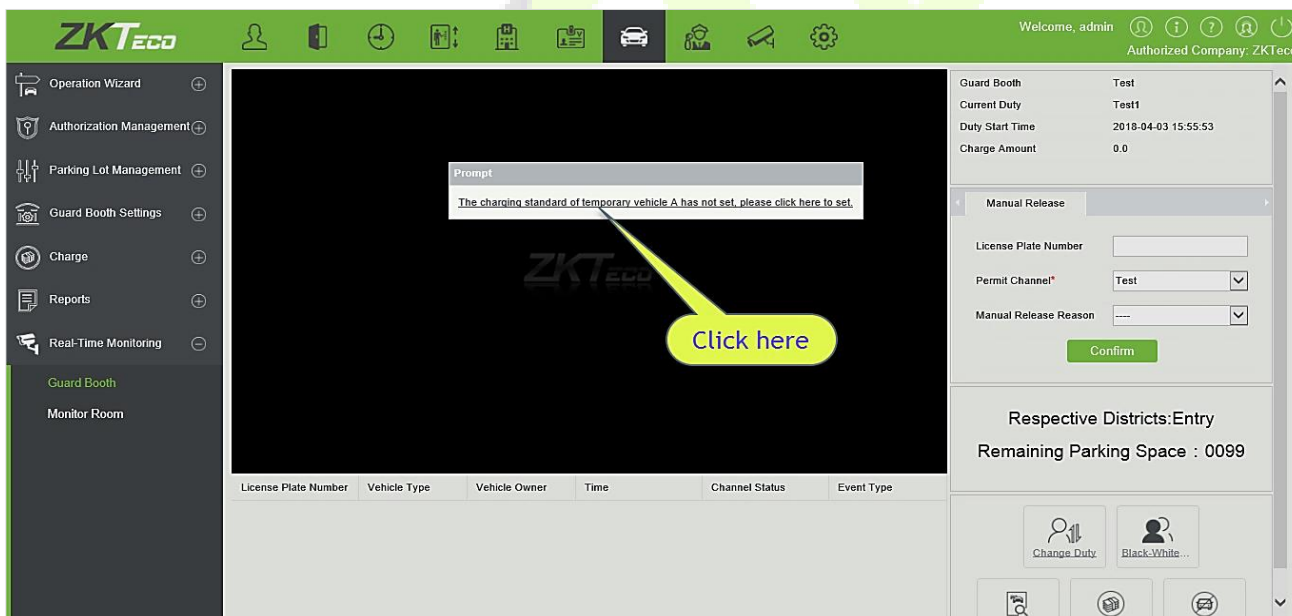 ZKTeco
Welcome, admin
Authorized Company: ZKTeco
Operation Wizard
Authorization Management
Parking Lot Management
Guard Booth Settings
Charge
Reports
Real-Time Monitoring
Guard Booth
Monitor Room
Prompt
The charging standard of temporary vehicle A has not set, please click here to set.
ZKTeco
Click here
License Plate Number Vehicle Type Vehicle Owner Time Channel Status Event Type
Guard Booth Test
Current Duty Test1
Duty Start Time 2018-04-03 15:55:53
Charge Amount 0.0
Manual Release
License Plate Number
Permit Channel* Test
Manual Release Reason ----
Confirm
Respective Districts:Entry
Remaining Parking Space : 0099
Change Duty Black-White...